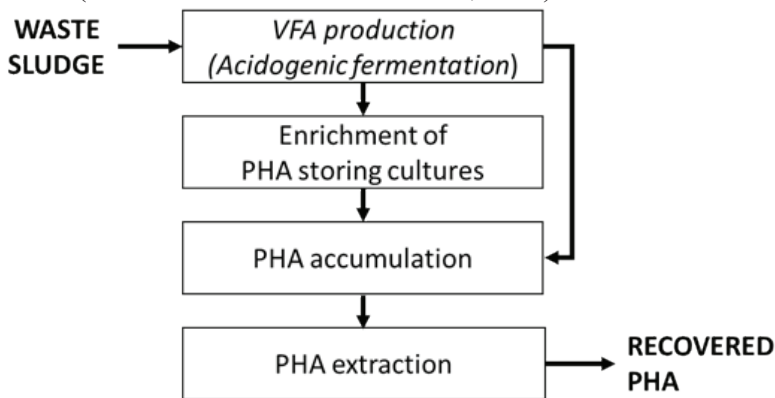 WASTE
SLUDGE
VFA production
(Acidogenic fermentation)
Enrichment of
PHA storing cultures
PHA accumulation
PHA extraction
RECOVERED
PHA